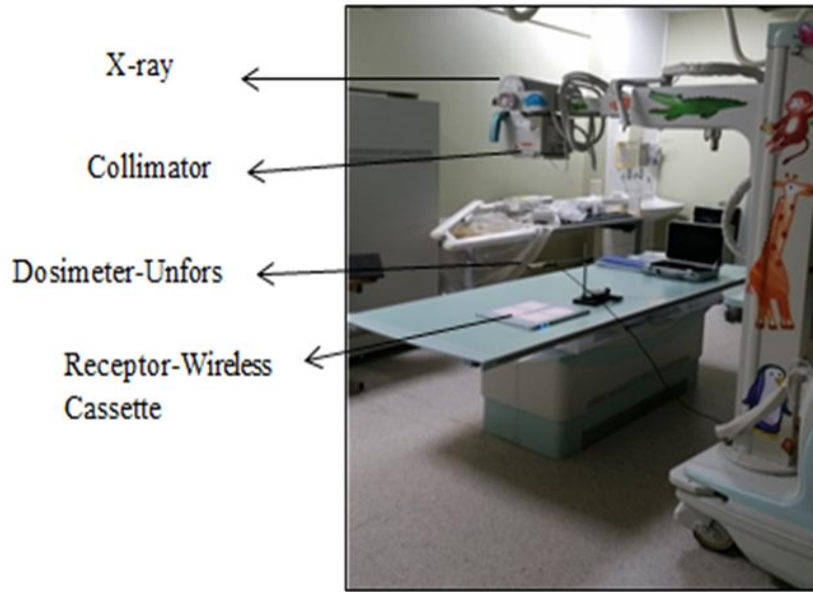 X-ray
Collimator
Dosimeter-Unfors
Receptor-Wireless
Cassette